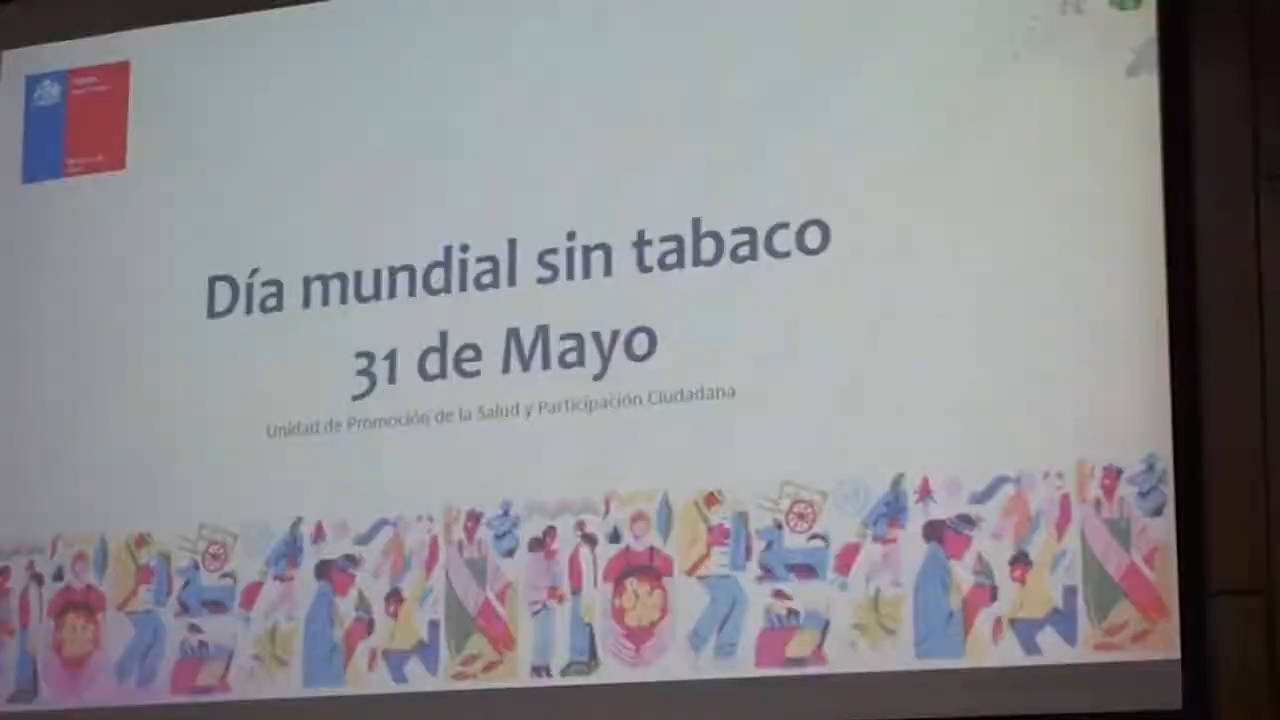 Día mundial sin tabaco
31 de Mayo
Unidad de Promoción de la Salud y Participación Ciudadana